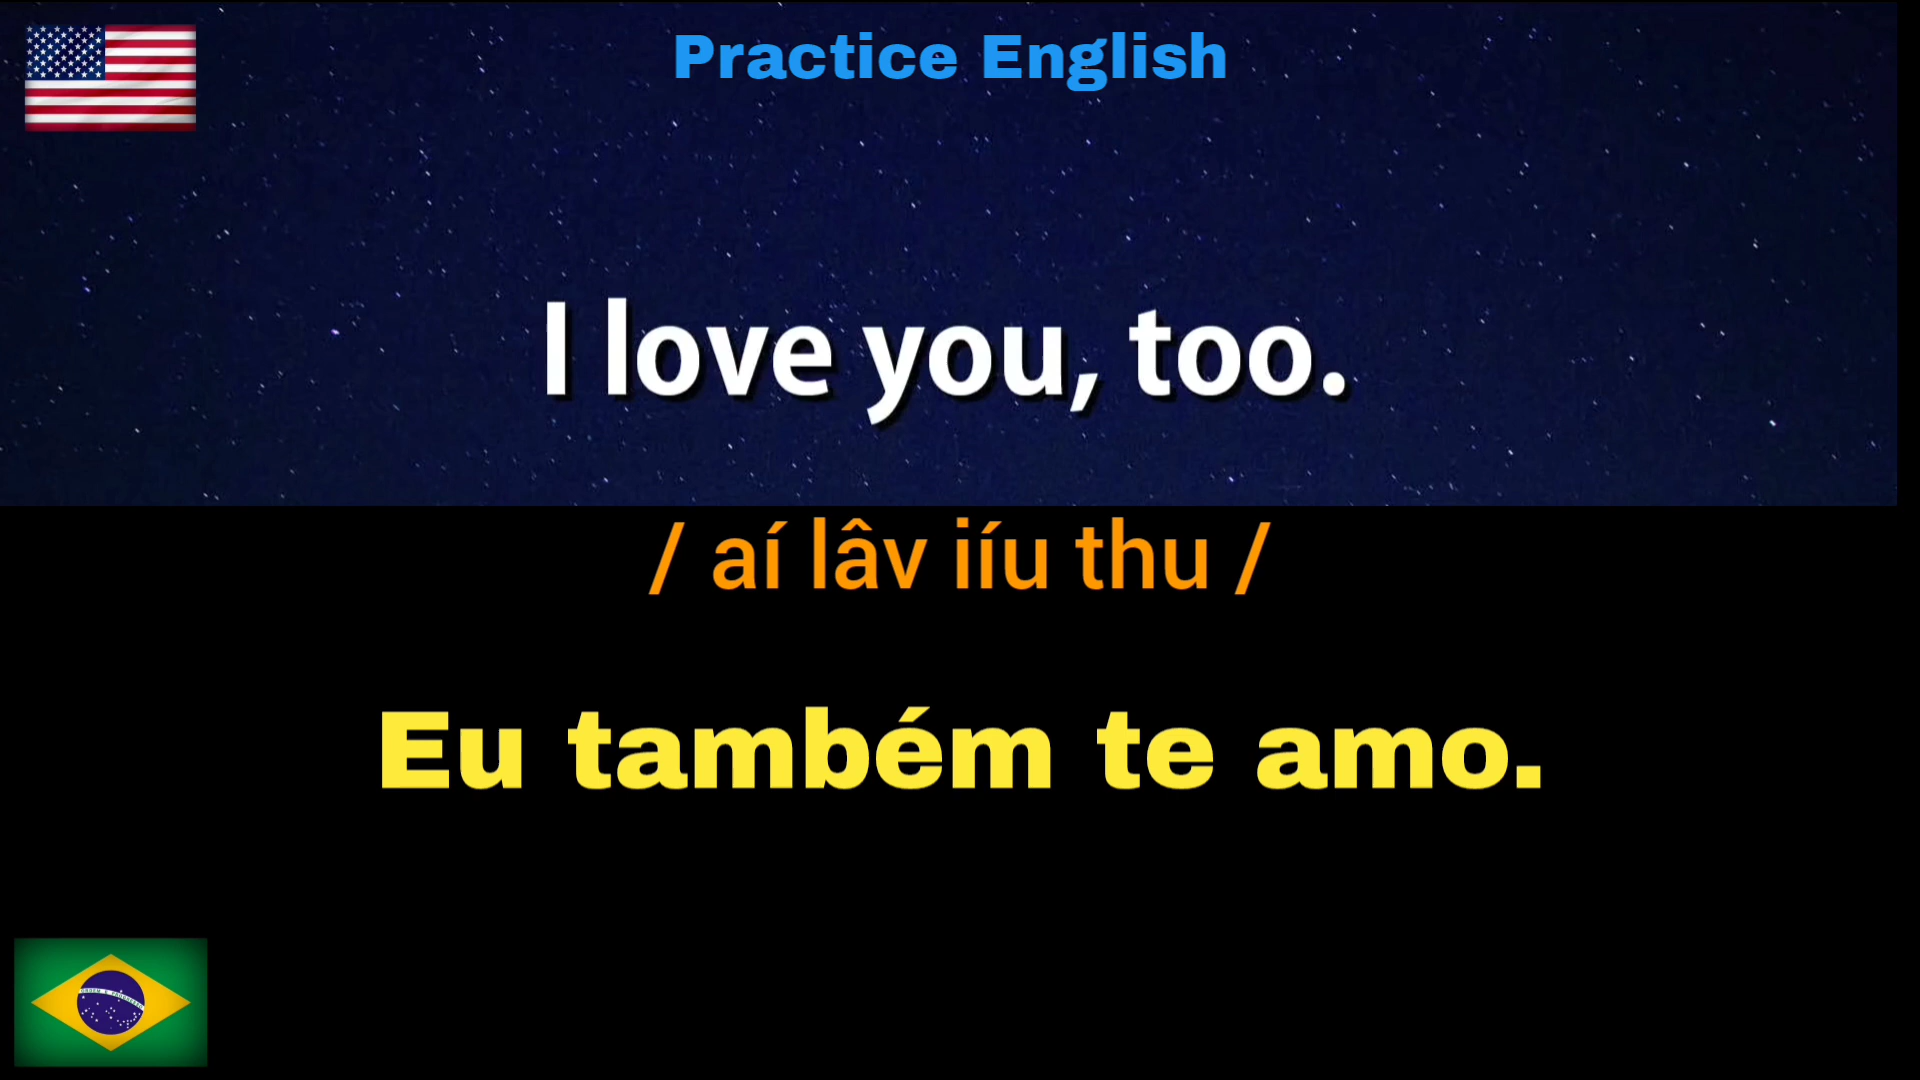 Practice English
I love you, too.
/ aí lâv iíu thu /
Eu também te amo.